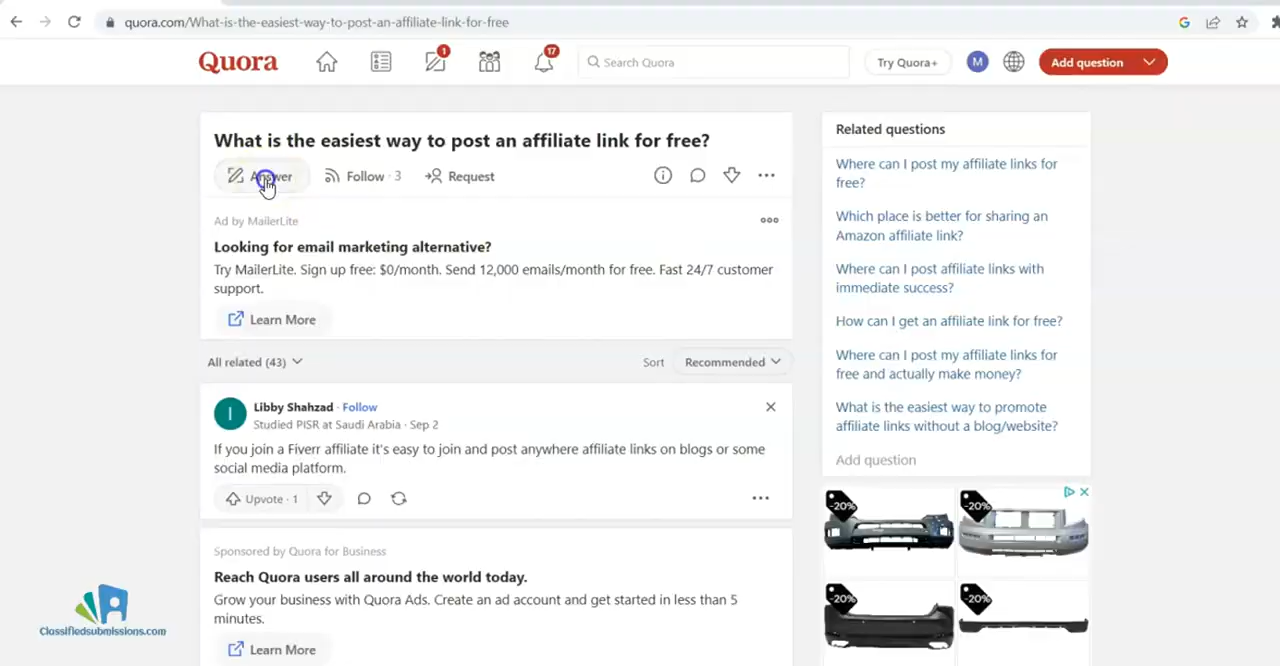 quora.com/What-is-the-easiest-way-to-post-an-affiliate-link-for-free
Quora
1
17
Search Quora
Try Quora+
M
Add question
What is the easiest way to post an affiliate link for free?
Answer
Follow · 3
Request
Ad by MailerLite
Looking for email marketing alternative?
Try MailerLite. Sign up free: $0/month. Send 12,000 emails/month for free. Fast 24/7 customer
support.
Learn More
All related (43)
Sort
Recommended
I
Libby Shahzad · Follow
Studied PISR at Saudi Arabia · Sep 2
If you join a Fiverr affiliate it's easy to join and post anywhere affiliate links on blogs or some
social media platform.
Upvote · 1
Sponsored by Quora for Business
Reach Quora users all around the world today.
Grow your business with Quora Ads. Create an ad account and get started in less than 5
minutes.
Learn More
Related questions
Where can I post my affiliate links for
free?
Which place is better for sharing an
Amazon affiliate link?
Where can I post affiliate links with
immediate success?
How can I get an affiliate link for free?
Where can I post my affiliate links for
free and actually make money?
What is the easiest way to promote
affiliate links without a blog/website?
Add question
-20%
-20%
-20%
-20%
Classifiedsubmissions.com